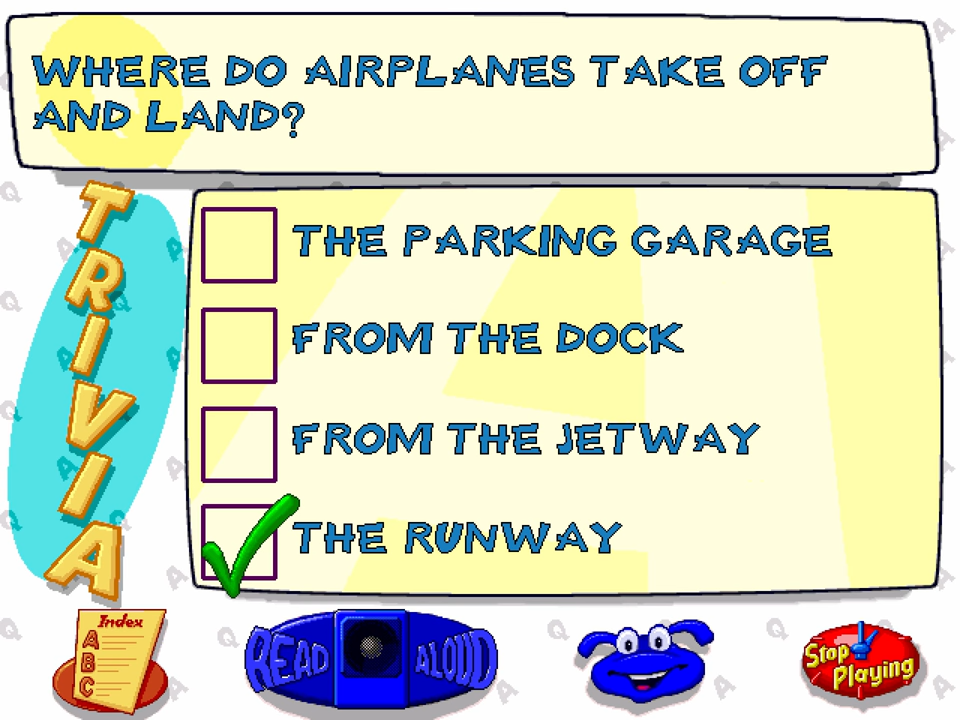 WHERE DO AIRPLANES TAKE OFF
AND LAND?
TRIVIA
THE PARKING GARAGE
FROM THE DOCK
FROM THE JETWAY
THE RUNWAY
Index
A
B
C
READ ALOUD
Stop
Playing